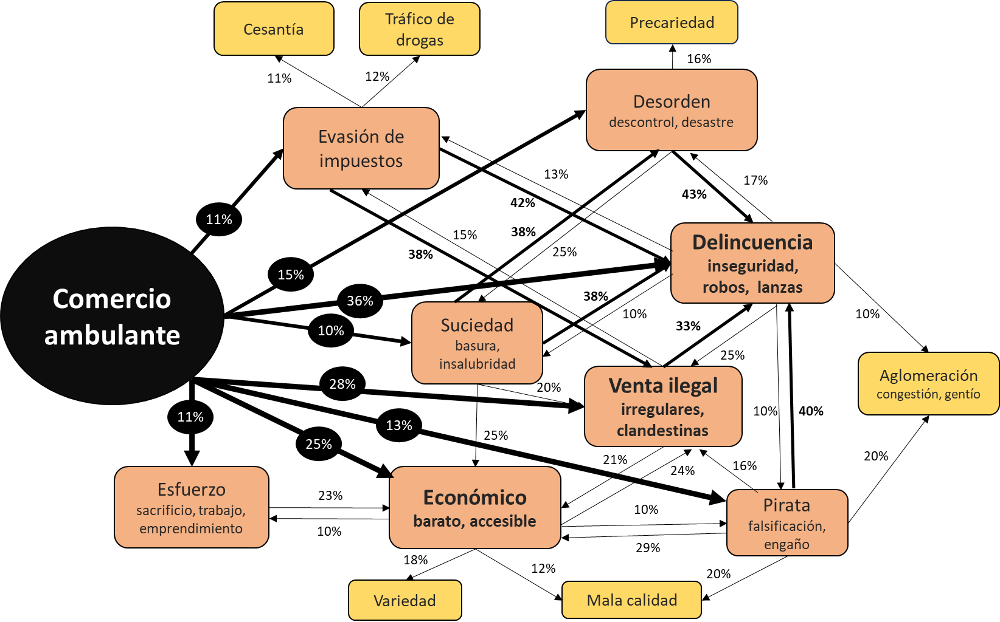 Cesantía
Tráfico de
drogas
Precariedad
11%
12%
16%
Desorden
descontrol, desastre
Evasión de
impuestos
13%
17%
43%
42%
11%
15%
38%
38%
25%
Delincuencia
inseguridad,
robos, lanzas
15%
36%
10%
38%
10%
33%
10%
Comercio
ambulante
Suciedad
basura,
insalubridad
25%
20%
28%
Venta ilegal
irregulares,
clandestinas
Aglomeración
congestión, gentío
11%
13%
25%
25%
10%
40%
21%
24%
16%
20%
Esfuerzo
sacrificio, trabajo,
emprendimiento
23%
10%
Económico
barato, accesible
10%
29%
Pirata
falsificación,
engaño
18%
12%
20%
Variedad
Mala calidad